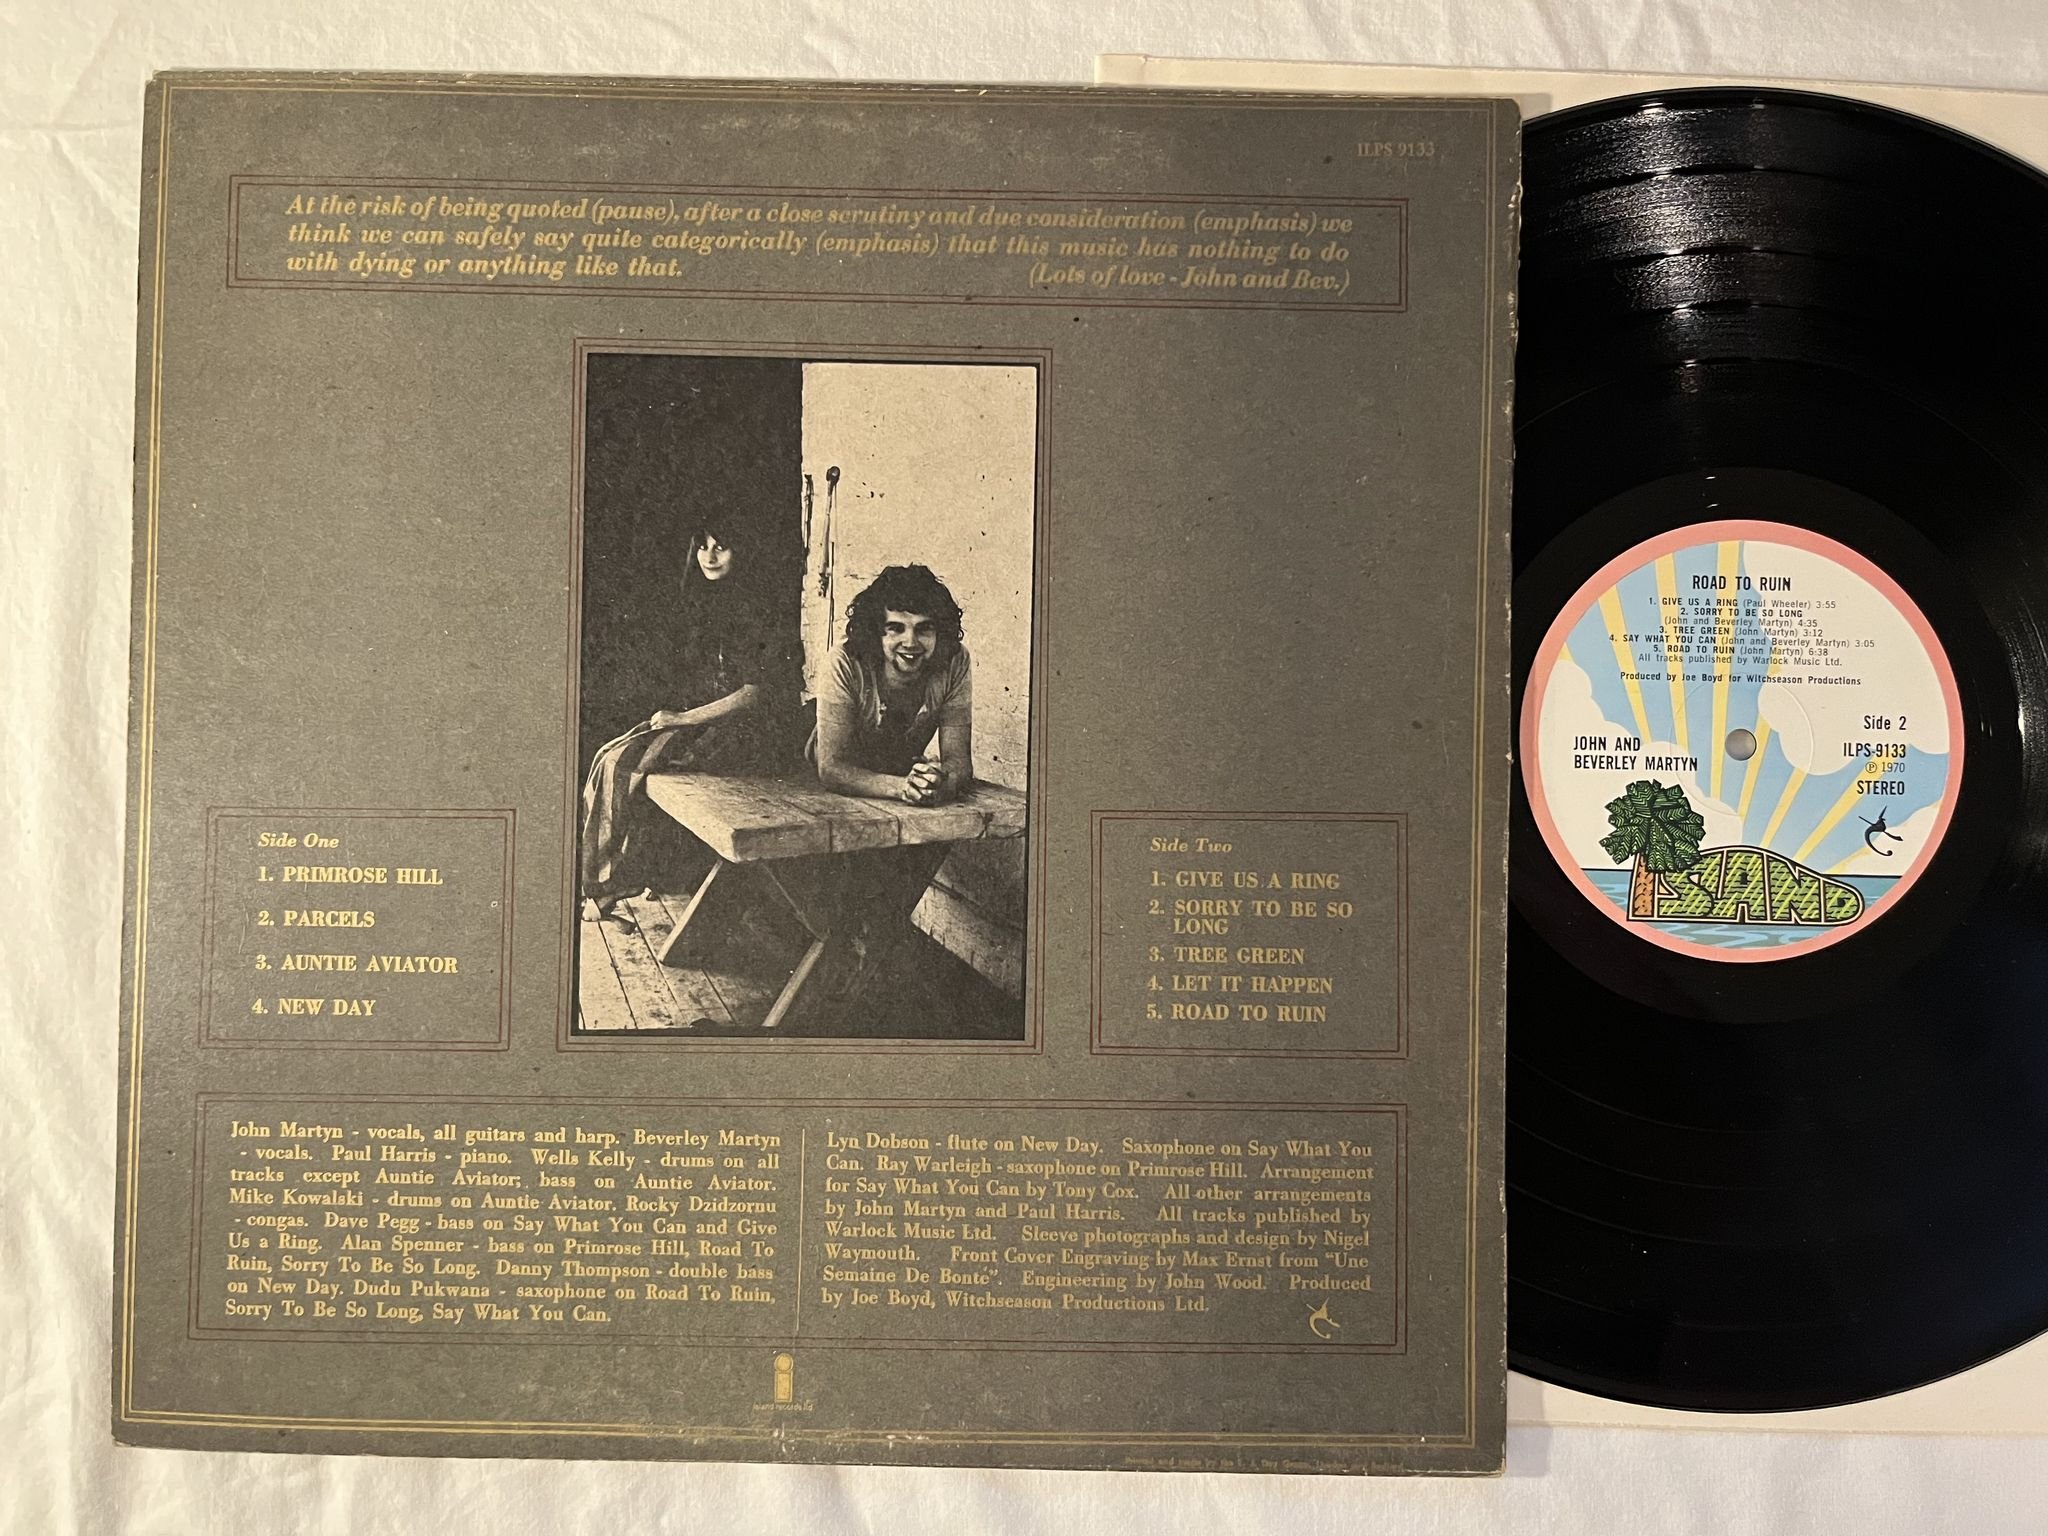 ILPS 9133
At the risk of being quoted (pause), after a close scrutiny and due consideration (emphasis) we
think we can safely say quite categorically (emphasis) that this music has nothing to do
with dying or anything like that.
(Lots of love - John and Bev.)
Side One
1. PRIMROSE HILL
2. PARCELS
3. AUNTIE AVIATOR
4. NEW DAY
Side Two
1. GIVE US A RING
2. SORRY TO BE SO
LONG
3. TREE GREEN
4. LET IT HAPPEN
5. ROAD TO RUIN
John Martyn - vocals, all guitars and harp. Beverley Martyn
- vocals. Paul Harris - piano. Wells Kelly - drums on all
tracks except Auntie Aviator; bass on Auntie Aviator.
Mike Kowalski - drums on Auntie Aviator. Rocky Dzidzornu
- congas. Dave Pegg - bass on Say What You Can and Give
Us a Ring. Alan Spenner - bass on Primrose Hill, Road To
Ruin, Sorry To Be So Long. Danny Thompson - double bass
on New Day. Dudu Pukwana - saxophone on Road To Ruin,
Sorry To Be So Long, Say What You Can.
Lyn Dobson - flute on New Day. Saxophone on Say What You
Can. Ray Warleigh - saxophone on Primrose Hill. Arrangement
for Say What You Can by Tony Cox. All other arrangements
by John Martyn and Paul Harris. All tracks published by
Warlock Music Ltd. Sleeve photographs and design by Nigel
Waymouth. Front Cover Engraving by Max Ernst from "Une
Semaine De Bonté". Engineering by John Wood. Produced
by Joe Boyd, Witchseason Productions Ltd.
i
island records ltd
Printed and made by the
ROAD TO RUIN
1. GIVE US A RING (Paul Wheeler) 3:55
2. SORRY TO BE SO LONG
(John and Beverley Martyn) 4:35
3. TREE GREEN (John Martyn) 3:12
4. SAY WHAT YOU CAN (John and Beverley Martyn) 3:05
5. ROAD TO RUIN (John Martyn) 6:38
All tracks published by Warlock Music Ltd.
Produced by Joe Boyd for Witchseason Productions
Side 2
JOHN AND
BEVERLEY MARTYN
ILPS-9133
Ⓟ 1970
STEREO
ISLAND